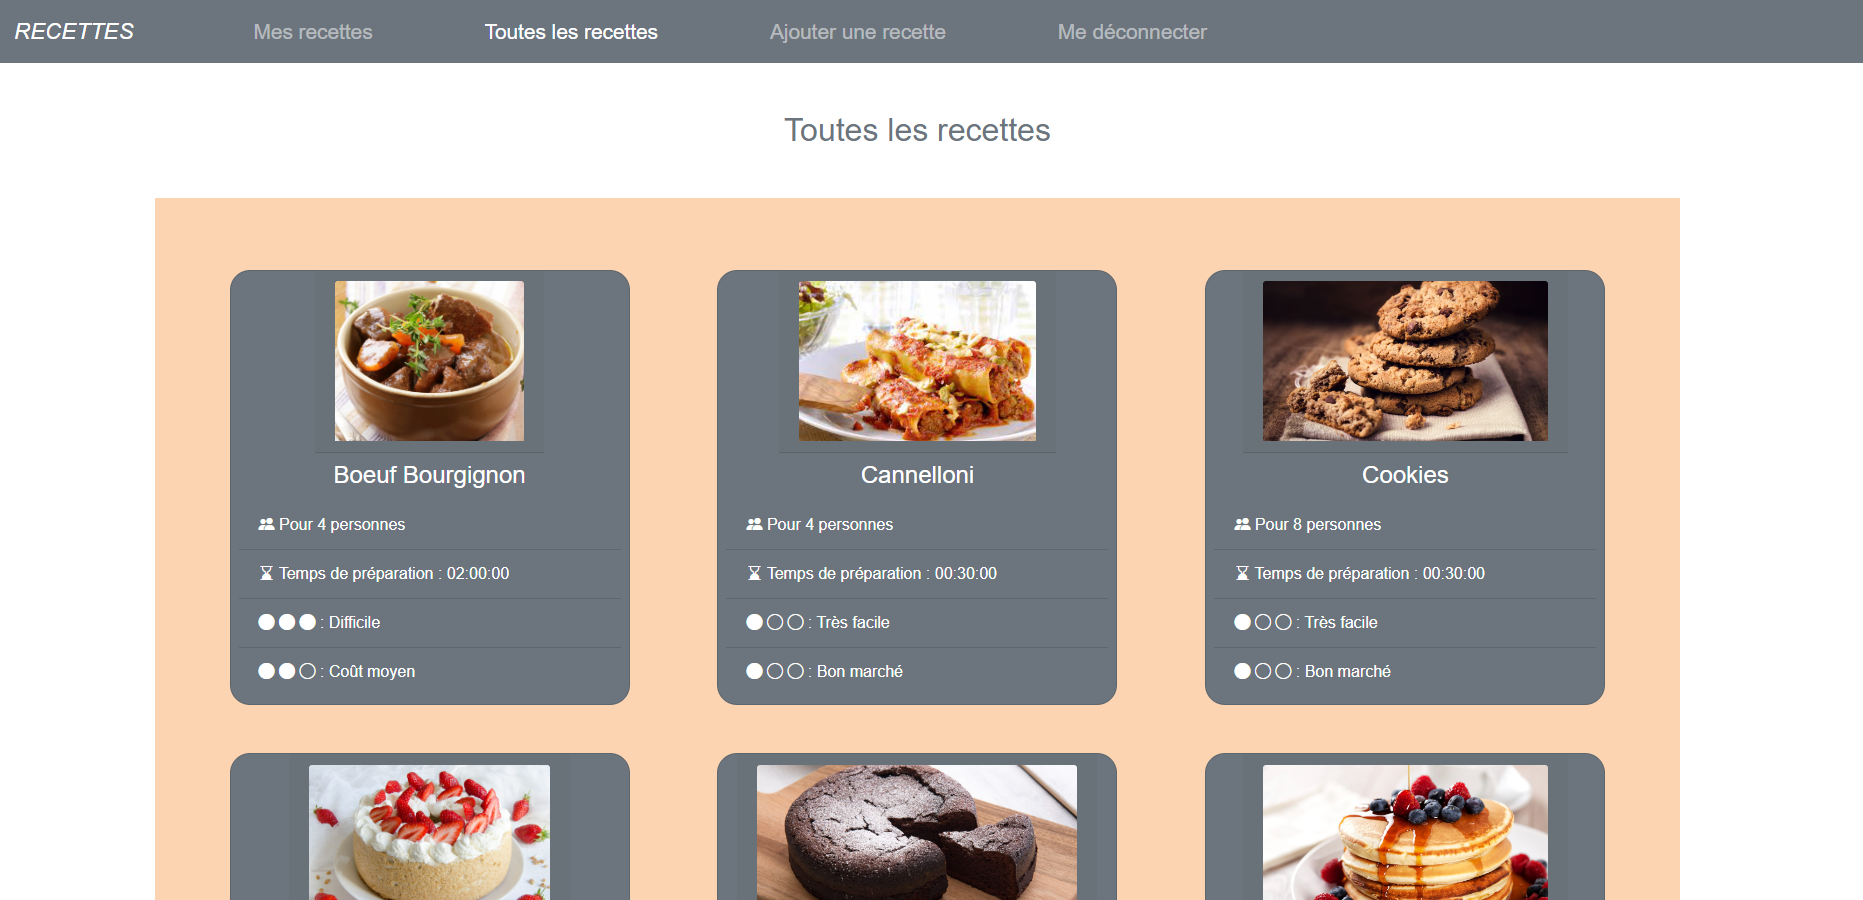 RECETTES Mes recettes Toutes les recettes Ajouter une recette Me déconnecter
Toutes les recettes
Boeuf Bourgignon
Pour 4 personnes
Temps de préparation : 02:00:00
: Difficile
: Coût moyen
Cannelloni
Pour 4 personnes
Temps de préparation : 00:30:00
: Très facile
: Bon marché
Cookies
Pour 8 personnes
Temps de préparation : 00:30:00
: Très facile
: Bon marché